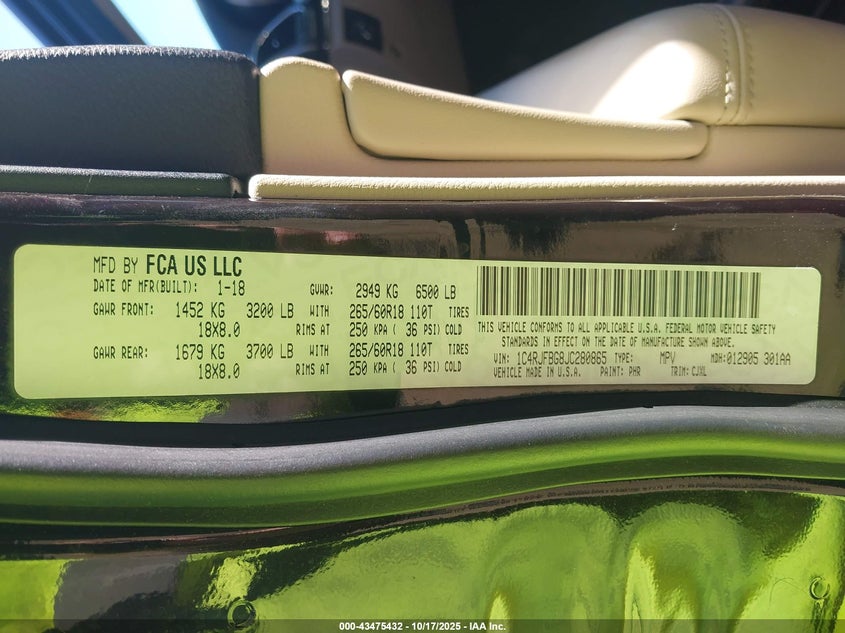 MFD BY FCA US LLC
DATE OF MFR(BUILT): 1-18 GVWR: 2949 KG 6500 LB
GAWR FRONT: 1452 KG 3200 LB WITH 265/60R18 110T TIRES
18X8.0 RIMS AT 250 KPA ( 36 PSI) COLD
GAWR REAR: 1679 KG 3700 LB WITH 265/60R18 110T TIRES
18X8.0 RIMS AT 250 KPA ( 36 PSI) COLD
THIS VEHICLE CONFORMS TO ALL APPLICABLE U.S.A. FEDERAL MOTOR VEHICLE SAFETY
STANDARDS IN EFFECT ON THE DATE OF MANUFACTURE SHOWN ABOVE.
VIN: 1C4RJFBG8JC280865 TYPE: MPV MDH:012905 301AA
VEHICLE MADE IN U.S.A. PAINT: PHR TRIM: CJXL
000-43475432 - 10/17/2025 - IAA Inc.